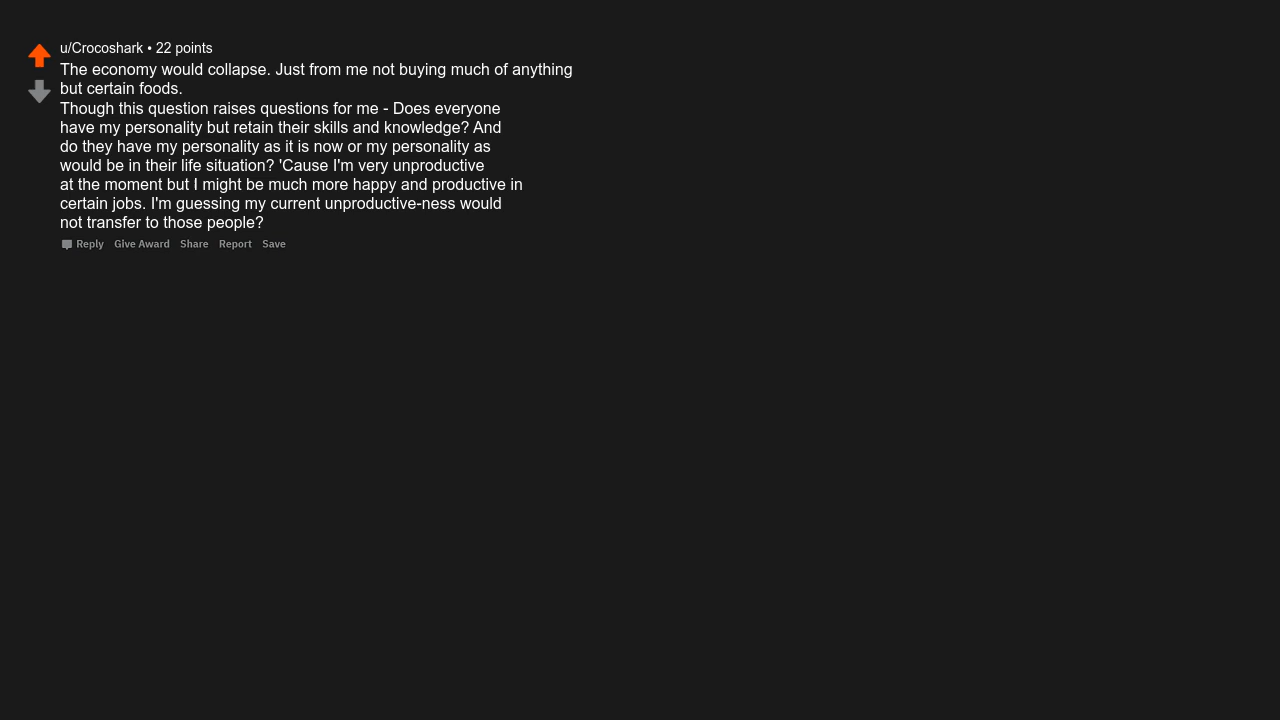 u/Crocoshark • 22 points
The economy would collapse. Just from me not buying much of anything
but certain foods.
Though this question raises questions for me - Does everyone
have my personality but retain their skills and knowledge? And
do they have my personality as it is now or my personality as
would be in their life situation? 'Cause I'm very unproductive
at the moment but I might be much more happy and productive in
certain jobs. I'm guessing my current unproductive-ness would
not transfer to those people?
Reply Give Award Share Report Save